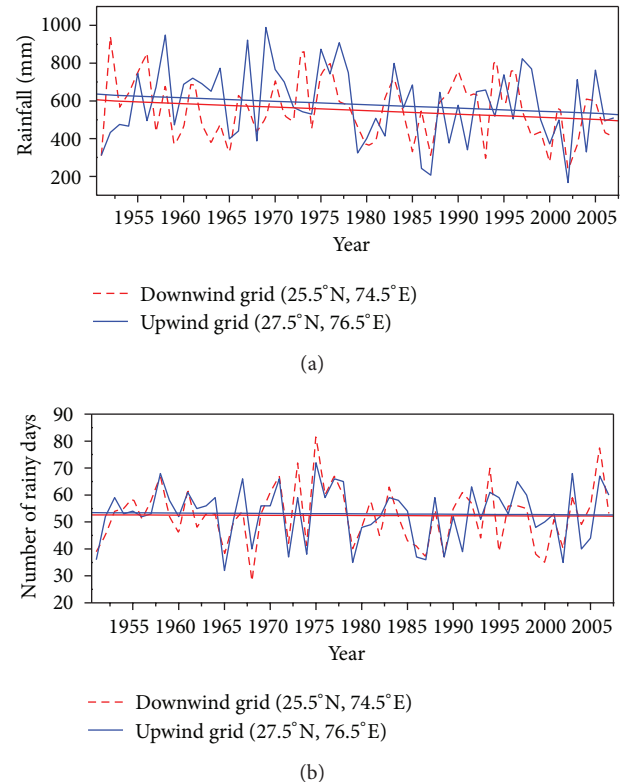 1000
800
600
400
200
Rainfall (mm)
1955 1960 1965 1970 1975 1980 1985 1990 1995 2000 2005
Year
Downwind grid (25.5°N, 74.5°E)
Upwind grid (27.5°N, 76.5°E)
(a)
90
80
70
60
50
40
30
20
Number of rainy days
1955 1960 1965 1970 1975 1980 1985 1990 1995 2000 2005
Year
Downwind grid (25.5°N, 74.5°E)
Upwind grid (27.5°N, 76.5°E)
(b)